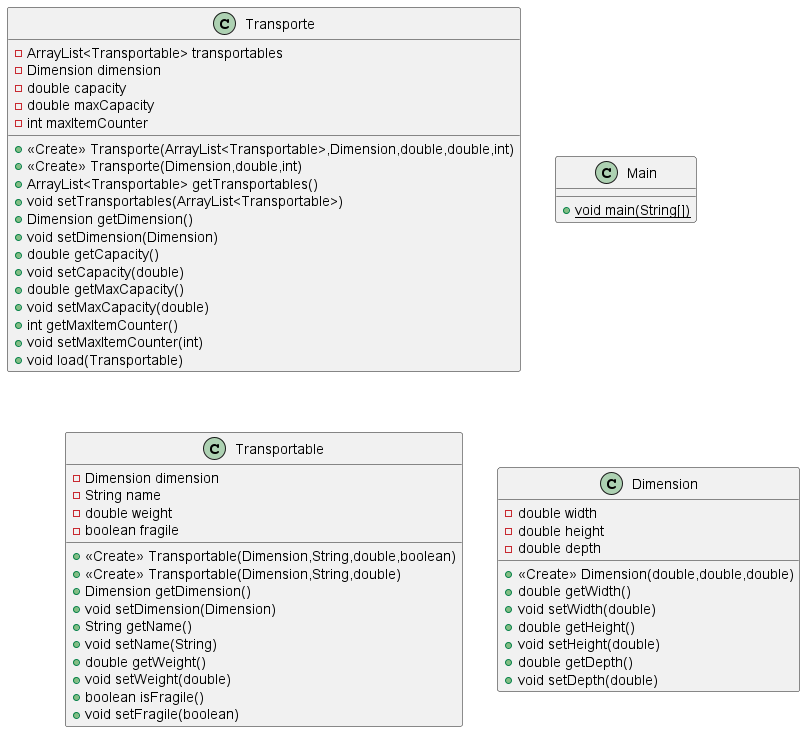 C Transporte
ArrayList<Transportable> transportables
Dimension dimension
double capacity
double maxCapacity
int maxItemCounter
«Create» Transporte(ArrayList<Transportable>,Dimension,double,double,int)
«Create» Transporte(Dimension,double,int)
ArrayList<Transportable> getTransportables()
void setTransportables(ArrayList<Transportable>)
Dimension getDimension()
void setDimension(Dimension)
double getCapacity()
void setCapacity(double)
double getMaxCapacity()
void setMaxCapacity(double)
int getMaxItemCounter()
void setMaxItemCounter(int)
void load(Transportable)
C Main
void main(String[])
C Transportable
Dimension dimension
String name
double weight
boolean fragile
«Create» Transportable(Dimension,String,double,boolean)
«Create» Transportable(Dimension,String,double)
Dimension getDimension()
void setDimension(Dimension)
String getName()
void setName(String)
double getWeight()
void setWeight(double)
boolean isFragile()
void setFragile(boolean)
C Dimension
double width
double height
double depth
«Create» Dimension(double,double,double)
double getWidth()
void setWidth(double)
double getHeight()
void setHeight(double)
double getDepth()
void setDepth(double)